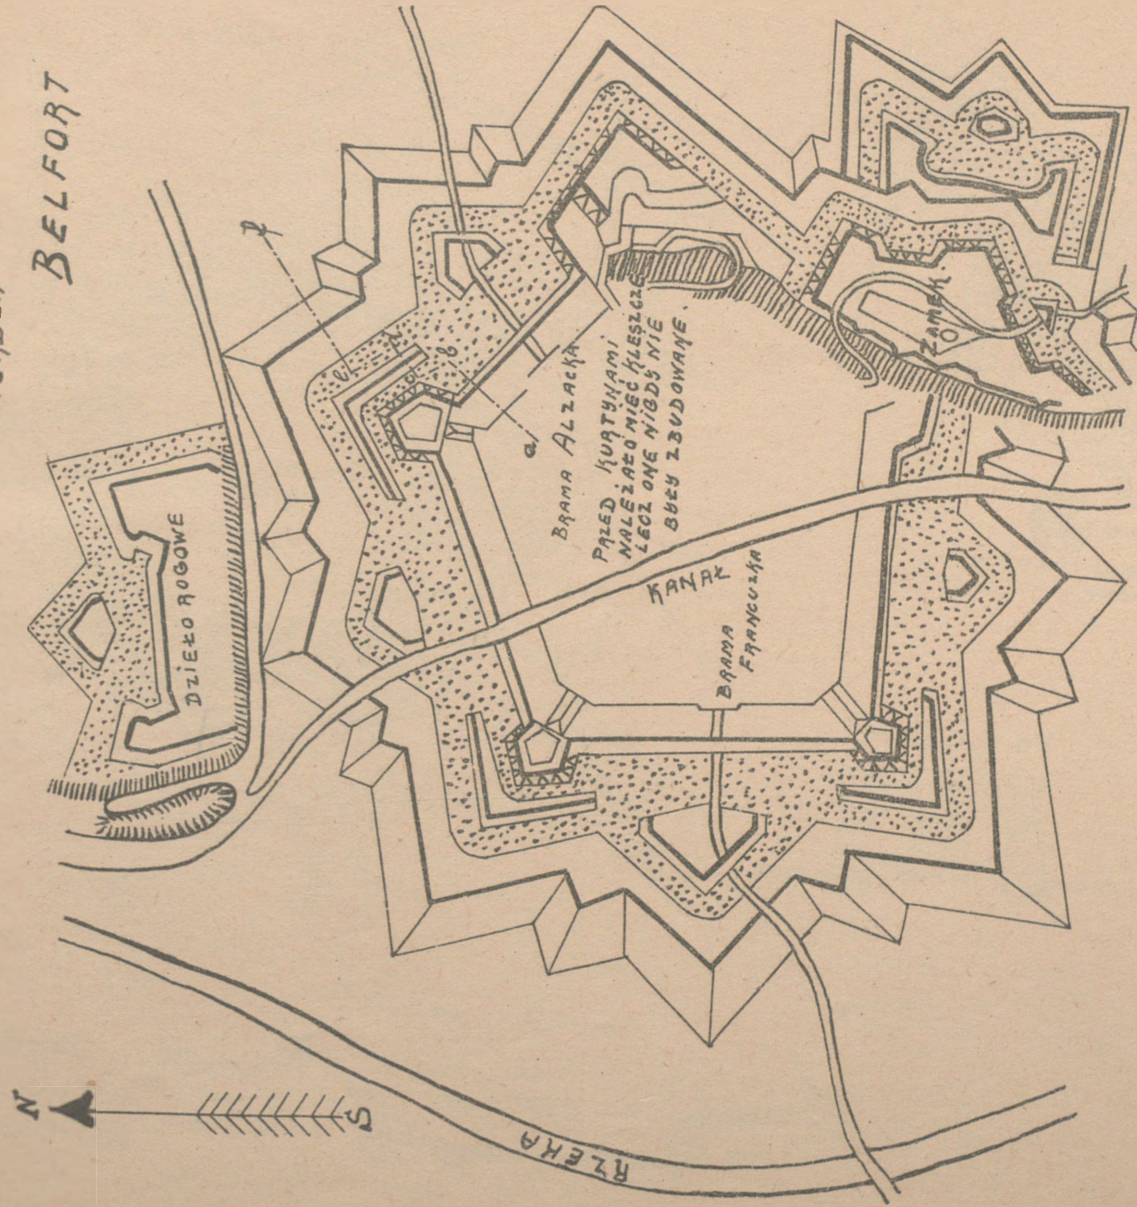 BELFORT
N
S
DZIEŁO ROGOWE
BRAMA ALZACKA
PRZED KURTYNAMI
NALEŻAŁO MIEĆ KLESZCZE
LECZ ONE NIGDY NIE
BYŁY ZBUDOWANE.
ZAMEK
KANAŁ
BRAMA
FRANCUZKA
RZEKA
a
b